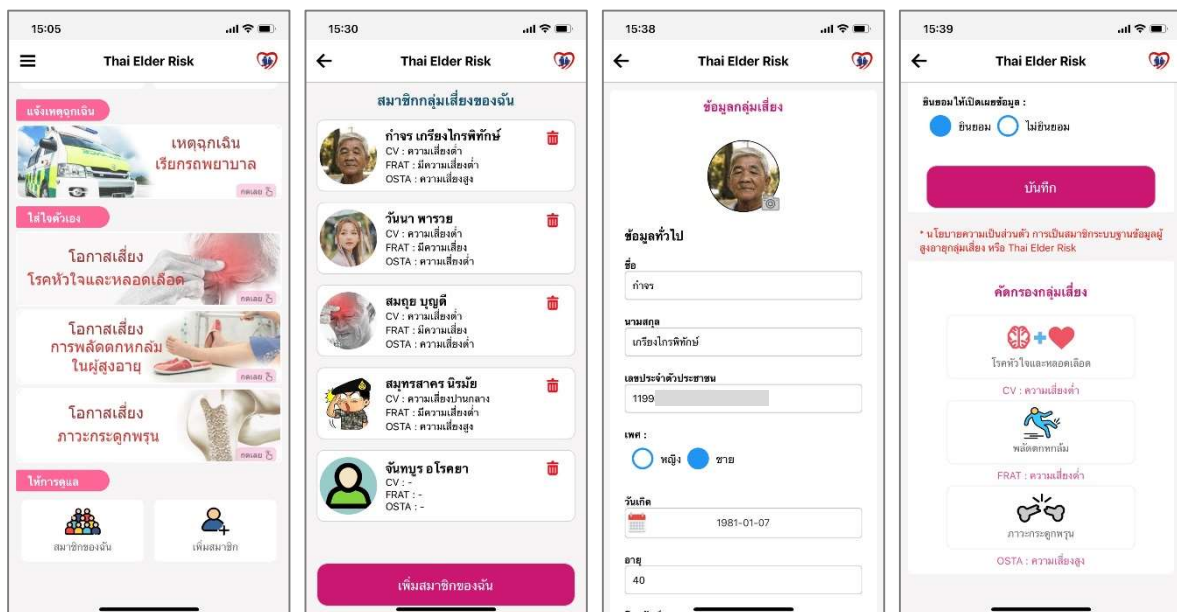 15:05
Thai Elder Risk
แจ้งเหตุฉุกเฉิน
เหตุฉุกเฉิน
เรียกรถพยาบาล
กดเลย
ใส่ใจตัวเอง
โอกาสเสี่ยง
โรคหัวใจและหลอดเลือด
กดเลย
โอกาสเสี่ยง
การพลัดตกหกล้ม
ในผู้สูงอายุ
กดเลย
โอกาสเสี่ยง
ภาวะกระดูกพรุน
กดเลย
ให้การดูแล
สมาชิกของฉัน
เพิ่มสมาชิก
15:30
Thai Elder Risk
สมาชิกกลุ่มเสี่ยงของฉัน
กำจร เกรียงไกรพิทักษ์
CV : ความเสี่ยงต่ำ
FRAT : มีความเสี่ยงต่ำ
OSTA : ความเสี่ยงสูง
วันนา พารวย
CV : ความเสี่ยงต่ำ
FRAT : มีความเสี่ยง
OSTA : ความเสี่ยงต่ำ
สมถุย บุญดี
CV : ความเสี่ยงต่ำ
FRAT : มีความเสี่ยง
OSTA : ความเสี่ยงต่ำ
สมุทรสาคร นิรมัย
CV : ความเสี่ยงปานกลาง
FRAT : มีความเสี่ยงต่ำ
OSTA : ความเสี่ยงสูง
จันทบูร อโรคยา
CV : -
FRAT : -
OSTA : -
เพิ่มสมาชิกของฉัน
15:38
Thai Elder Risk
ข้อมูลกลุ่มเสี่ยง
ข้อมูลทั่วไป
ชื่อ
กำจร
นามสกุล
เกรียงไกรพิทักษ์
เลขประจำตัวประชาชน
1199
เพศ :
หญิง ชาย
วันเกิด
1981-01-07
อายุ
40
15:39
Thai Elder Risk
ยินยอมให้เปิดเผยข้อมูล :
ยินยอม ไม่ยินยอม
บันทึก
* นโยบายความเป็นส่วนตัว การเป็นสมาชิกระบบฐานข้อมูลผู้
สูงอายุกลุ่มเสี่ยง หรือ Thai Elder Risk
คัดกรองกลุ่มเสี่ยง
โรคหัวใจและหลอดเลือด
CV : ความเสี่ยงต่ำ
พลัดตกหกล้ม
FRAT : ความเสี่ยงต่ำ
ภาวะกระดูกพรุน
OSTA : ความเสี่ยงสูง